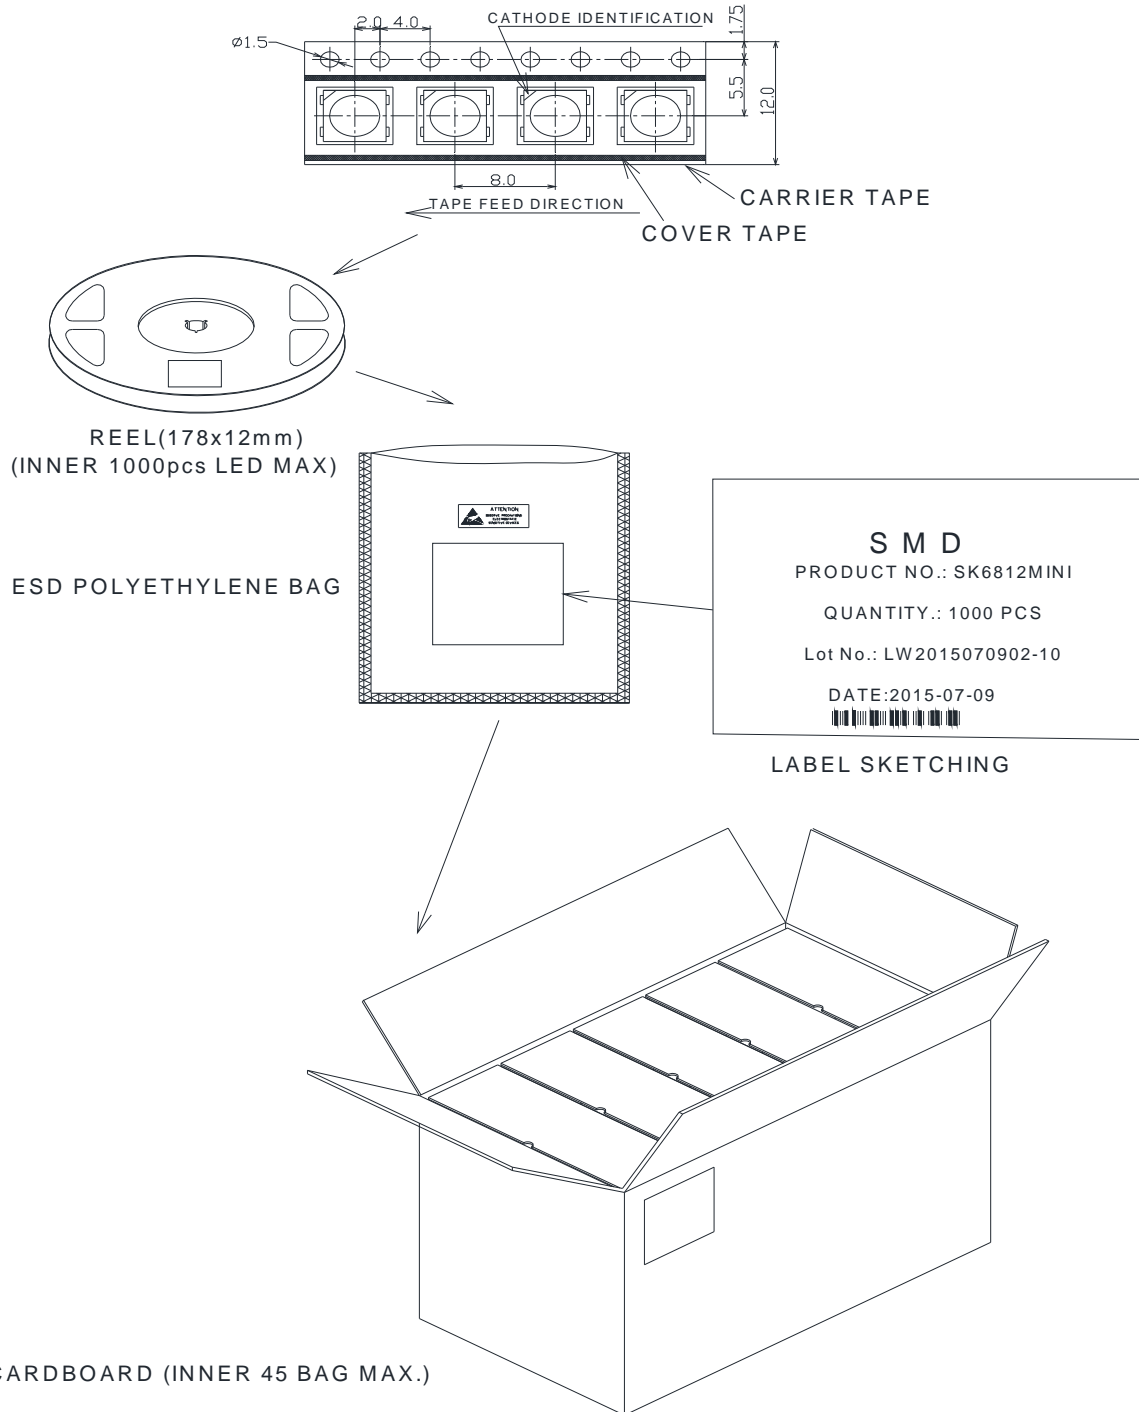 2.0
4.0
CATHODE IDENTIFICATION
1.75
ø1.5
5.5
12.0
8.0
TAPE FEED DIRECTION
CARRIER TAPE
COVER TAPE
REEL(178x12mm)
(INNER 1000pcs LED MAX)
ATTENTION
ESD POLYETHYLENE BAG
SMD
PRODUCT NO.: SK6812MINI
QUANTITY.: 1000 PCS
Lot No.: LW2015070902-10
DATE:2015-07-09
LABEL SKETCHING
CARDBOARD (INNER 45 BAG MAX.)